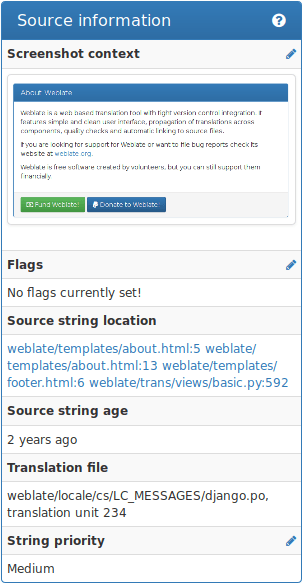 Source information
Screenshot context
About Weblate
Weblate is a web based translation tool with tight version control integration. It
features simple and clean user interface, propagation of translations across
components, quality checks and automatic linking to source files.
If you are looking for support for Weblate or want to file bug reports check its
website at weblate.org.
Weblate is free software created by volunteers, but you can still support them
financially.
Fund Weblate!
Donate to Weblate!
Flags
No flags currently set!
Source string location
weblate/templates/about.html:5 weblate/
templates/about.html:13 weblate/templates/
footer.html:6 weblate/trans/views/basic.py:592
Source string age
2 years ago
Translation file
weblate/locale/cs/LC_MESSAGES/django.po,
translation unit 234
String priority
Medium